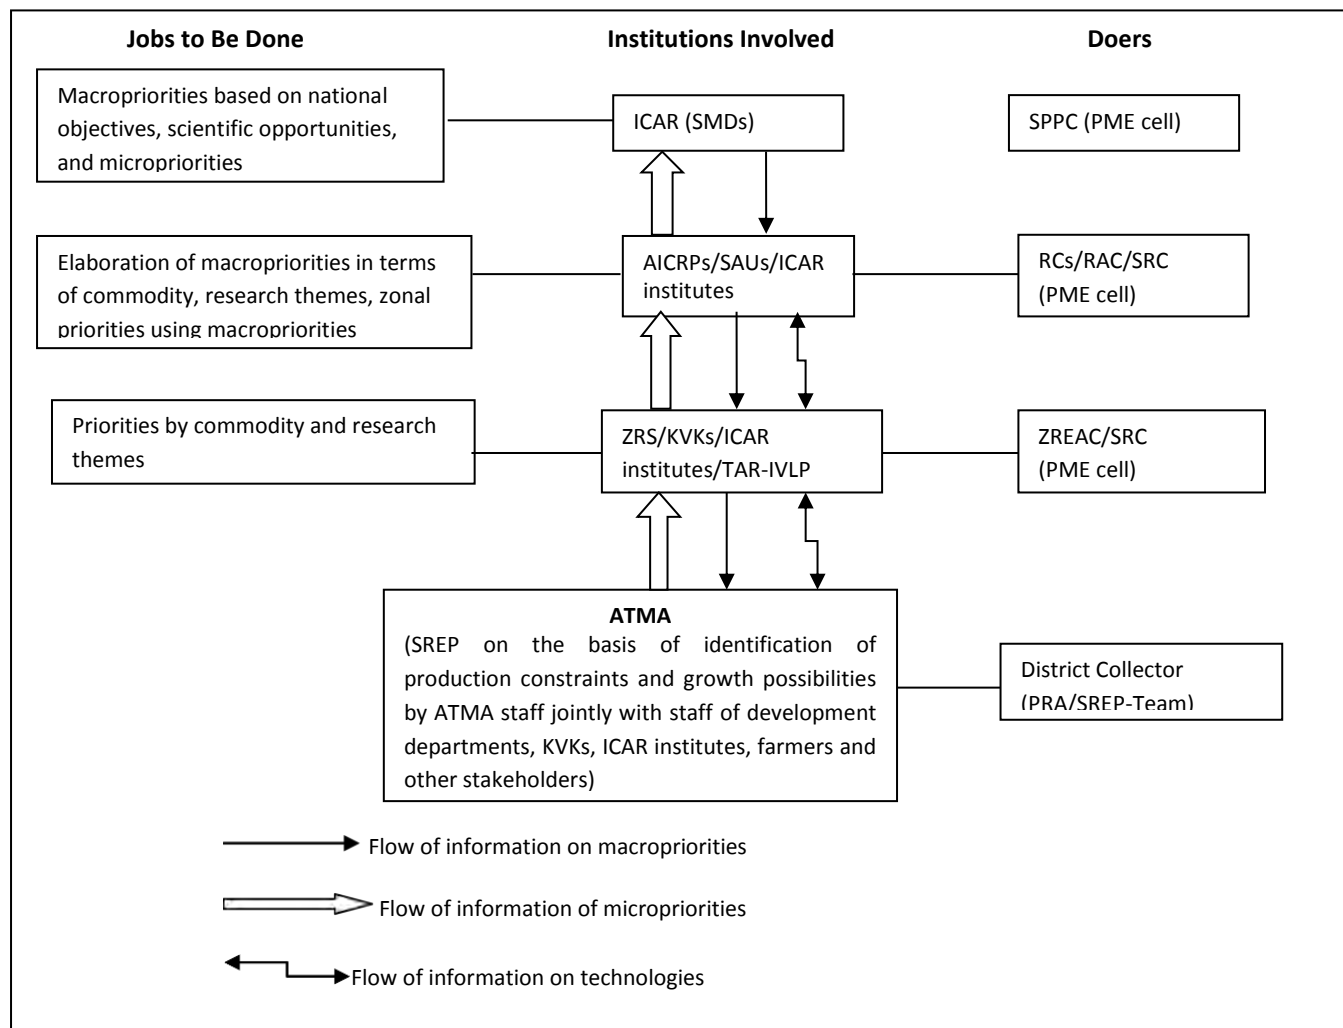 Jobs to Be Done
Institutions Involved
Doers
Macropriorities based on national
objectives, scientific opportunities,
and micropriorities
ICAR (SMDs)
SPPC (PME cell)
Elaboration of macropriorities in terms
of commodity, research themes, zonal
priorities using macropriorities
AICRPs/SAUs/ICAR
institutes
RCs/RAC/SRC
(PME cell)
Priorities by commodity and research
themes
ZRS/KVKs/ICAR
institutes/TAR-IVLP
ZREAC/SRC
(PME cell)
ATMA
(SREP on the basis of identification of
production constraints and growth possibilities
by ATMA staff jointly with staff of development
departments, KVKs, ICAR institutes, farmers and
other stakeholders)
District Collector
(PRA/SREP-Team)
Flow of information on macropriorities
Flow of information of micropriorities
Flow of information on technologies